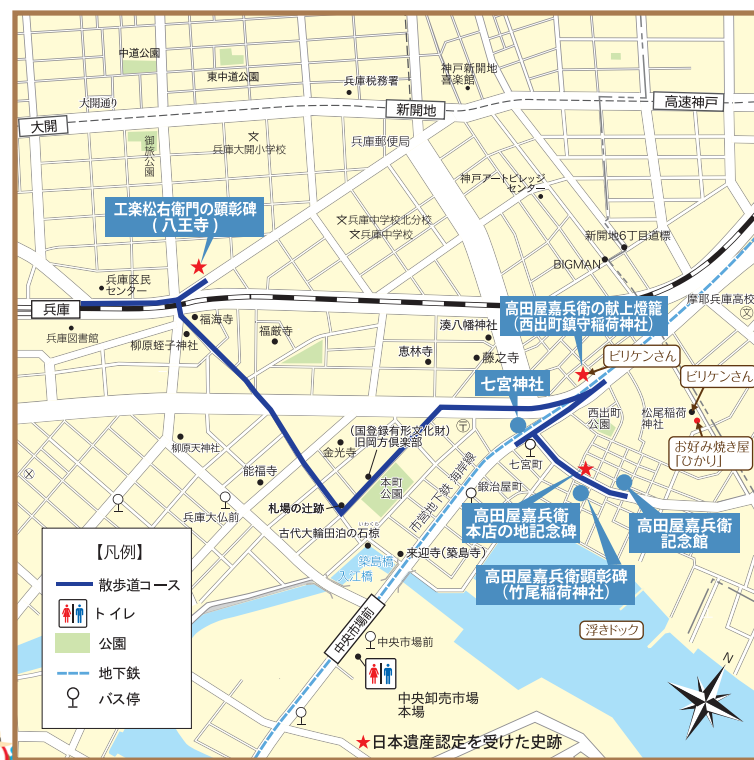 中道公園
東中道公園
兵庫税務署
神戸新開地
喜楽館
大開通り
新開地
高速神戸
大開
御旅公園
兵庫大開小学校
兵庫郵便局
神戸アートビレッジ
センター
工楽松右衛門の顕彰碑
(八王寺)
兵庫中学校北分校
兵庫中学校
新開地6丁目道標
BIGMAN
兵庫区民
センター
兵庫
摩耶兵庫高校
高田屋嘉兵衛の献上燈籠
（西出町鎮守稲荷神社）
福海寺
福厳寺
湊八幡神社
兵庫図書館
柳原蛭子神社
恵林寺
藤之寺
ビリケンさん
ビリケンさん
七宮神社
西出町
公園
松尾稲荷
神社
(国登録有形文化財)
旧岡方倶楽部
柳原天神社
金光寺
お好み焼き屋
「ひかり」
七宮町
能福寺
市営地下鉄 海岸線
本町
公園
鍛治屋町
札場の辻跡
兵庫大仏前
高田屋嘉兵衛
本店の地記念碑
高田屋嘉兵衛
記念館
いわくら
古代大輪田泊の石椋
来迎寺(築島寺)
築島橋
入江橋
高田屋嘉兵衛顕彰碑
（竹尾稲荷神社）
【凡例】
散歩道コース
トイレ
公園
地下鉄
バス停
中央市場前
浮きドック
中央市場前
中央卸売市場
本場
N
★日本遺産認定を受けた史跡